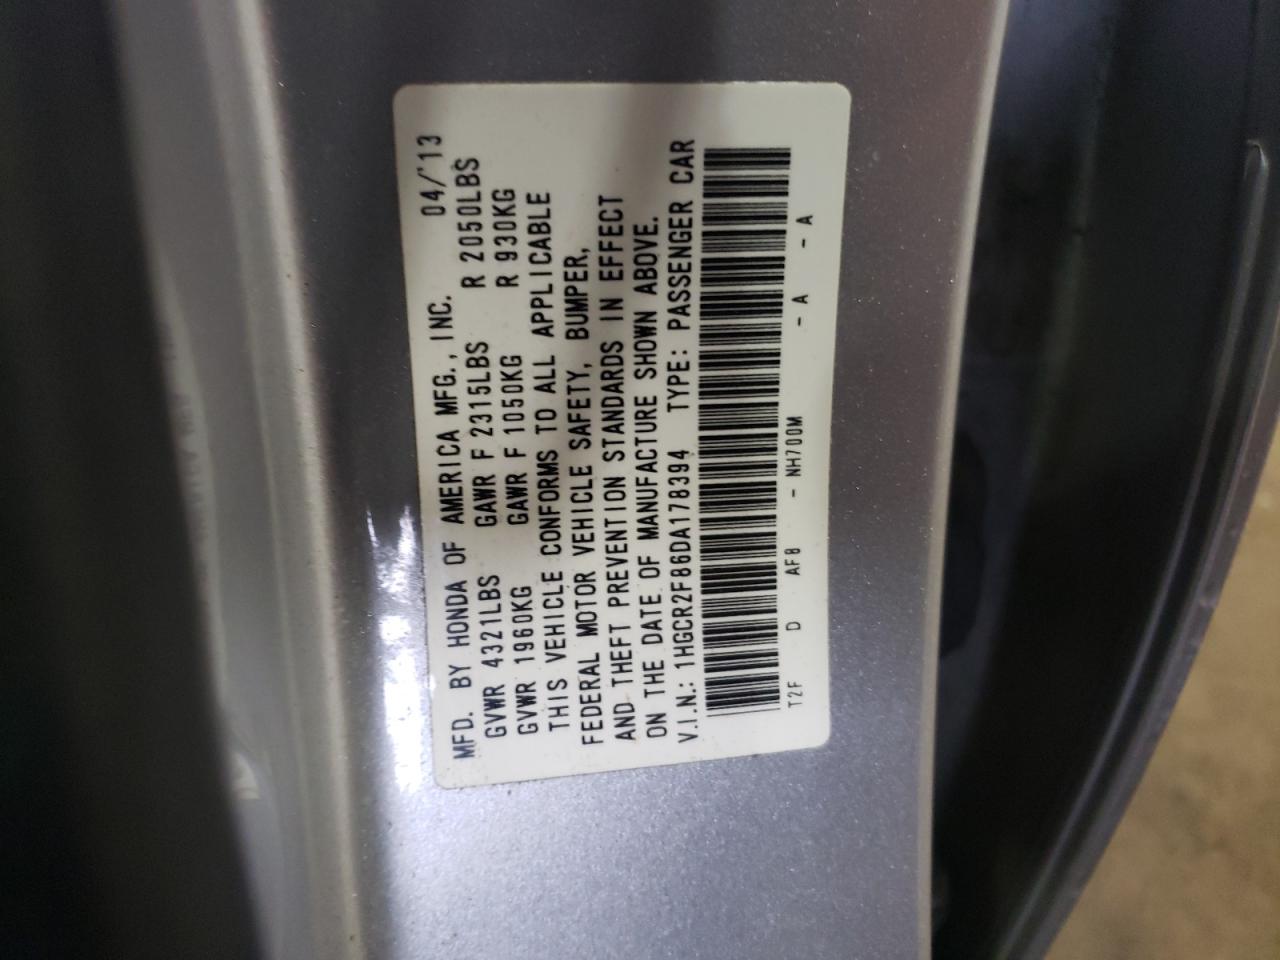 MFD. BY HONDA OF AMERICA MFG., INC. 04/'13
GVWR 4321LBS GAWR F 2315LBS R 2050LBS
GVWR 1960KG GAWR F 1050KG R 930KG
THIS VEHICLE CONFORMS TO ALL APPLICABLE
FEDERAL MOTOR VEHICLE SAFETY, BUMPER,
AND THEFT PREVENTION STANDARDS IN EFFECT
ON THE DATE OF MANUFACTURE SHOWN ABOVE.
V.I.N.: 1HGCR2F86DA178394 TYPE: PASSENGER CAR
T2F D AF8 - NH700M - A - A